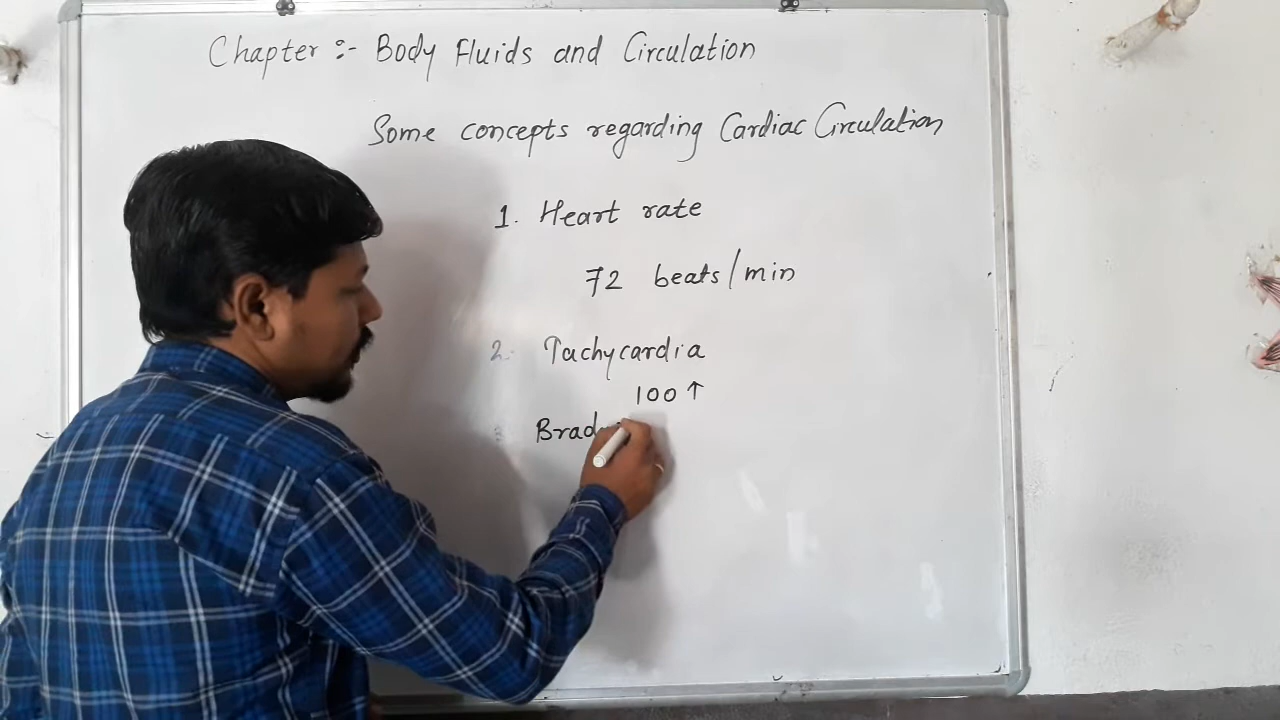 Chapter :- Body Fluids and Circulation
Some concepts regarding Cardiac Circulation
1. Heart rate
72 beats/min
2. Tachycardia
100 ↑
Brad